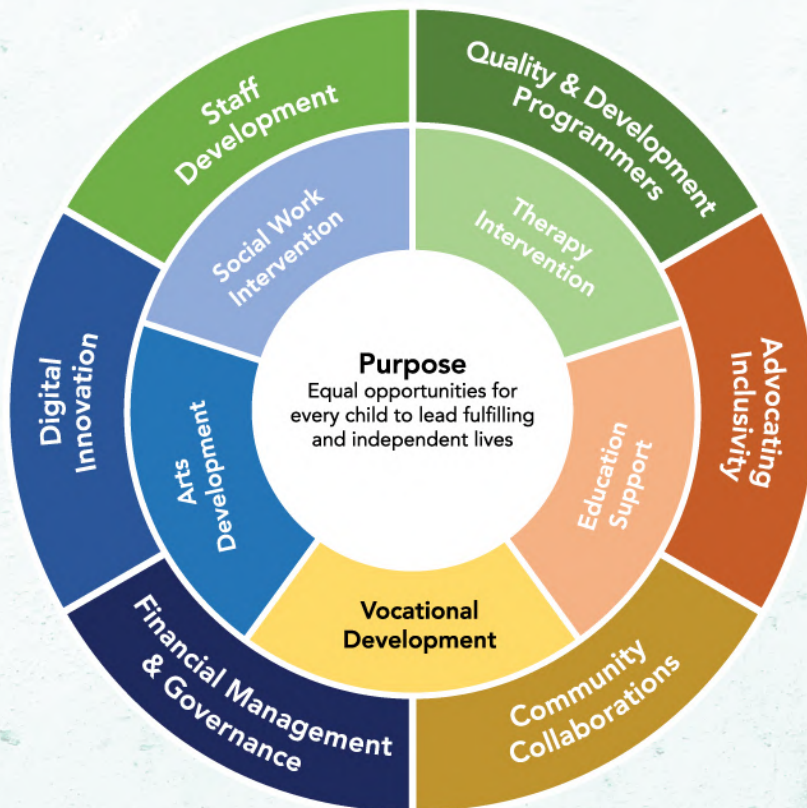 Staff
Development
Quality & Development
Programmers
Social Work
Intervention
Therapy
Intervention
Digital
Innovation
Purpose
Equal opportunities for
every child to lead fulfilling
and independent lives
Advocating
Inclusivity
Arts
Development
Education
Support
Vocational
Development
Financial Management
& Governance
Community
Collaborations